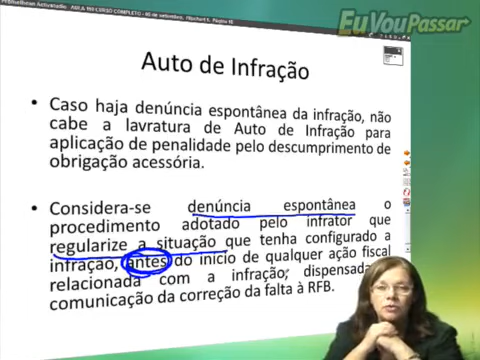 EuVouPassar
Auto de Infração
• Caso haja denúncia espontânea da infração, não
cabe a lavratura de Auto de Infração para
aplicação de penalidade pelo descumprimento de
obrigação acessória.
• Considera-se denúncia espontânea o
procedimento adotado pelo infrator que
regularize a situação que tenha configurado a
infração, antes do início de qualquer ação fiscal
relacionada com a infração; dispensada a
comunicação da correção da falta à RFB.